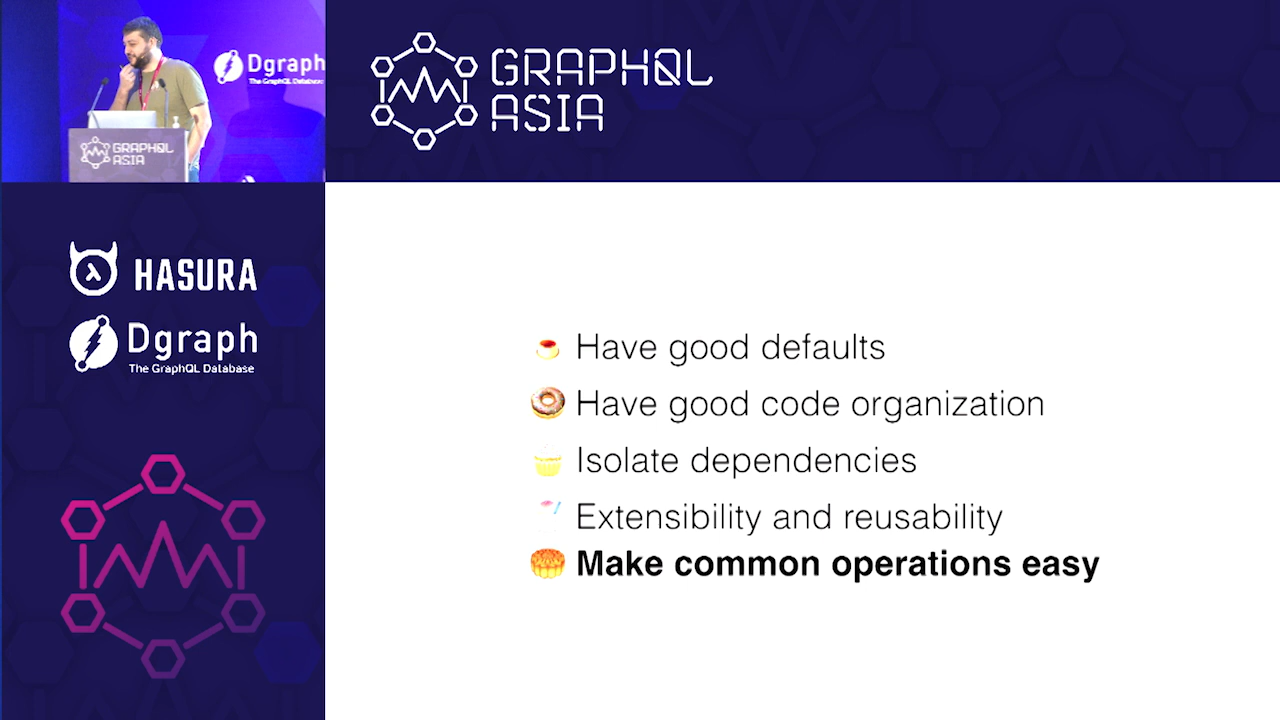 Dgraph
The GraphQL Database
GRAPHQL
ASIA
GRAPHQL
ASIA
HASURA
Dgraph
The GraphQL Database
Have good defaults
Have good code organization
Isolate dependencies
Extensibility and reusability
Make common operations easy